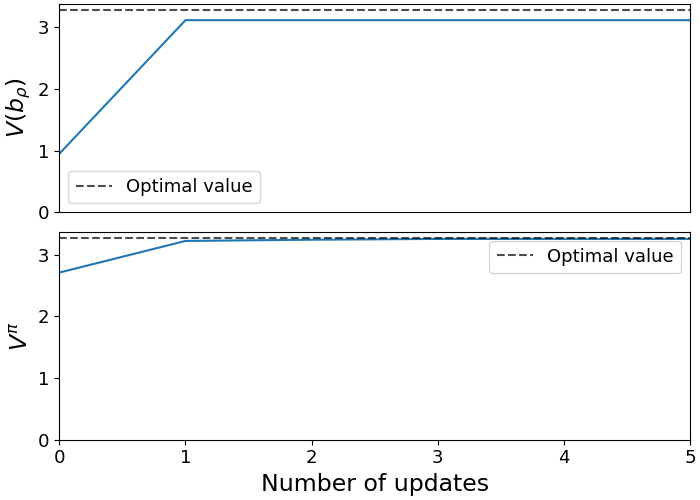 3
2
1
0
V(b_ρ)
Optimal value
3
2
1
0
V^π
Optimal value
0 1 2 3 4 5
Number of updates